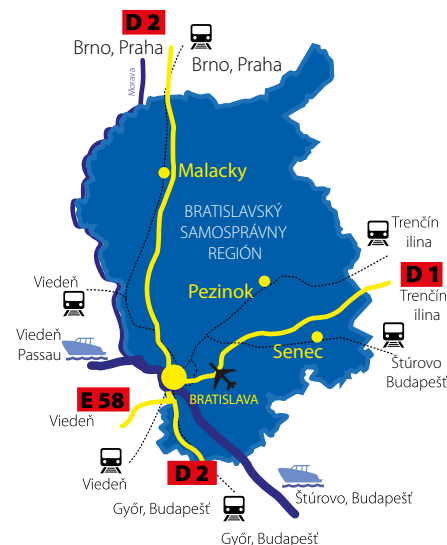 D 2
Brno, Praha
Brno, Praha
Morava
Malacky
BRATISLAVSKÝ
SAMOSPRÁVNY
REGIÓN
Trenčín
ilina
D 1
Trenčín
ilina
Viedeň
Pezinok
Viedeň
Passau
Senec
Štúrovo
Budapešť
E 58
Viedeň
BRATISLAVA
D 2
Viedeň
Győr, Budapešť
Štúrovo, Budapešť
Győr, Budapešť